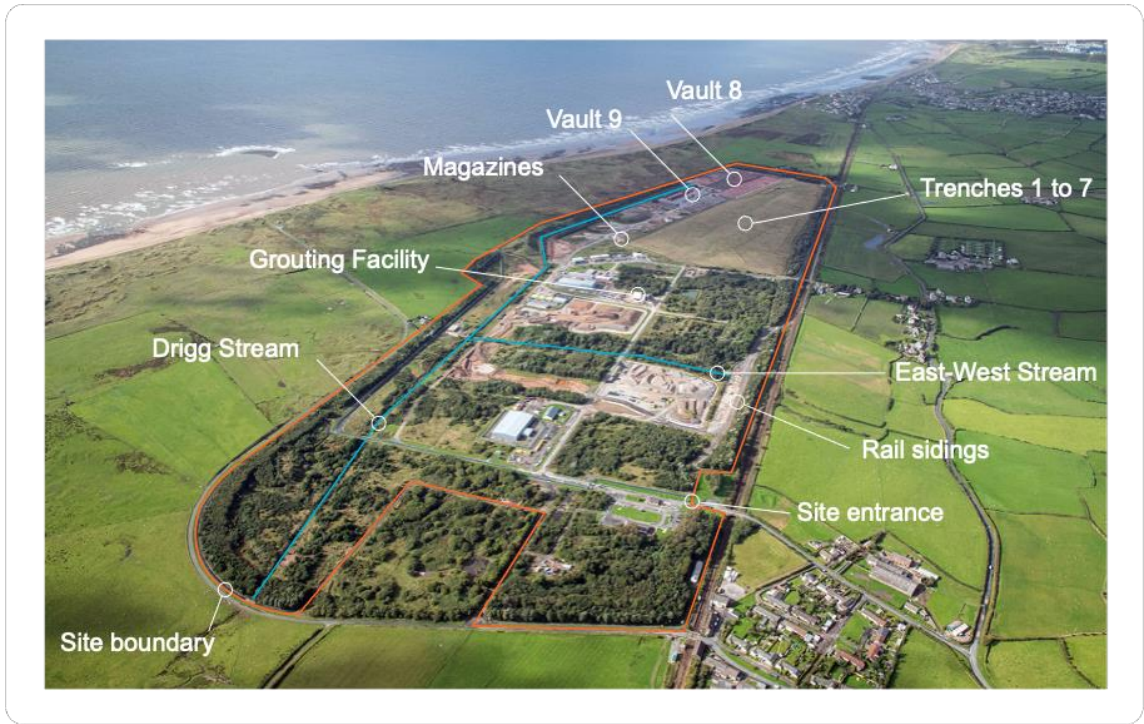 Vault 8
Vault 9
Magazines
Trenches 1 to 7
Grouting Facility
Drigg Stream
East-West Stream
Rail sidings
Site entrance
Site boundary